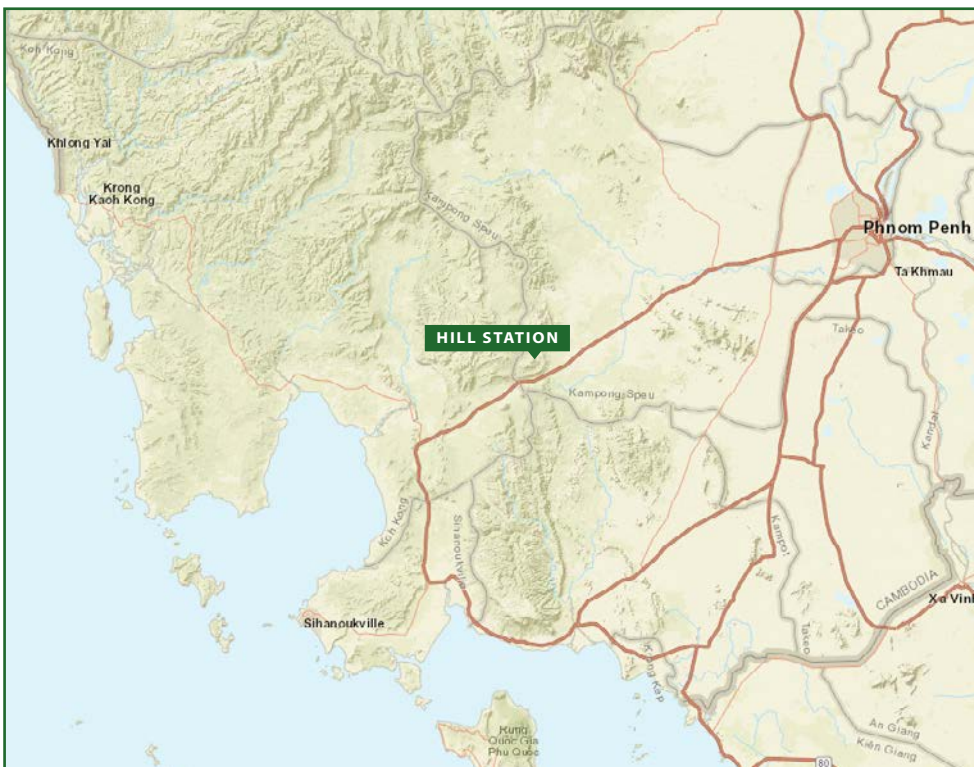 Koh Kong
Khlong Yai
Krong
Kaoh Kong
Kampong Speu
Phnom Penh
Ta Khmau
Takeo
HILL STATION
Kampong Speu
Kandal
Koh Kong
Sihanoukville
Kampot
CAMBODIA
Xa Vinh
Sihanoukville
Takeo
Krong Kep
Rung
Quốc Gia
Phú Quốc
An Giang
Kiên Giang
80